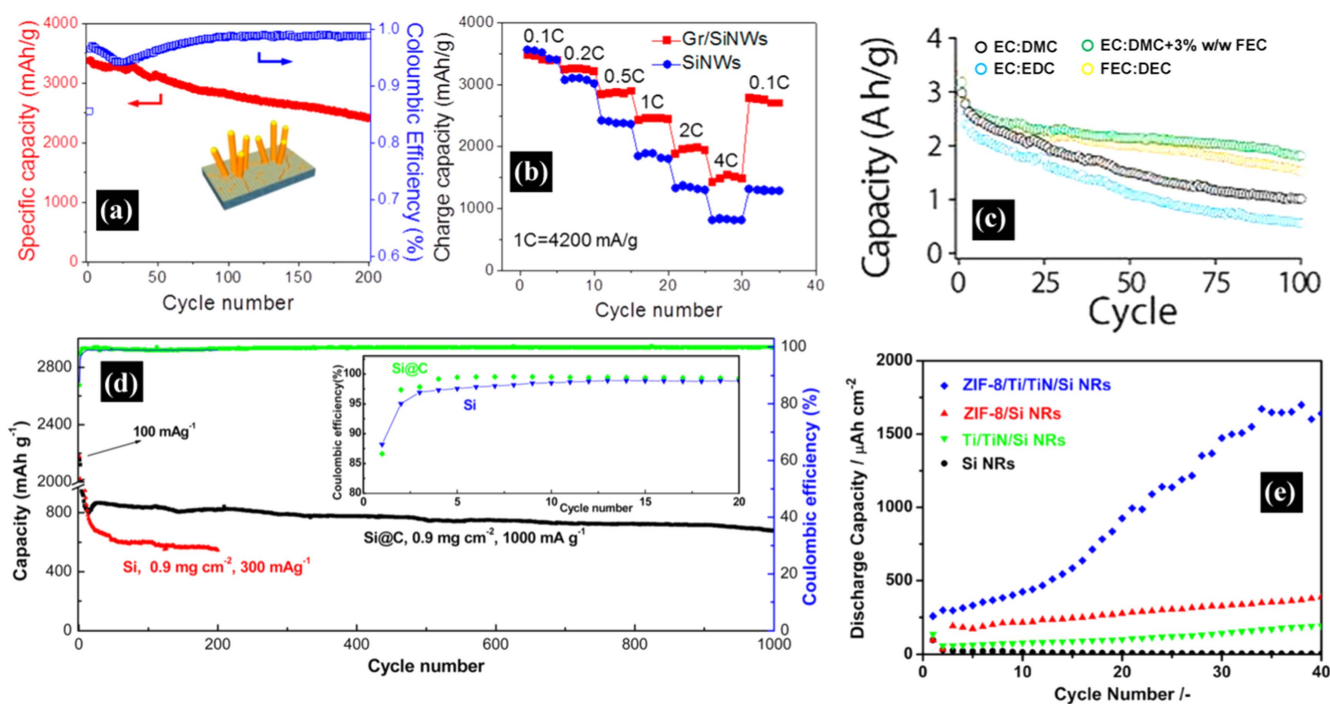 Specific capacity (mAh/g)
4000
3000
2000
1000
0
(a)
1.0
0.9
0.8
0.7
0.6
Coloumbic Efficiency (%)
0 50 100 150 200
Cycle number
Charge capacity (mAh/g)
4000
3000
2000
1000
0
0.1C
0.2C
0.5C
1C
2C
4C
0.1C
Gr/SiNWs
SiNWs
(b)
1C=4200 mA/g
0 10 20 30 40
Cycle number
Capacity (A h/g)
4
3
2
1
0
EC:DMC
EC:EDC
EC:DMC+3% w/w FEC
FEC:DEC
(c)
0 25 50 75 100
Cycle
Capacity (mAh g-1)
2800
2400
2000
800
600
400
0
(d)
100 mAg-1
Si@C, 0.9 mg cm-2, 1000 mA g-1
Si, 0.9 mg cm-2, 300 mAg-1
Coulombic efficiency(%)
100
95
90
85
80
Si@C
Si
0 5 10 15 20
Cycle number
100
80
60
40
20
0
Coulombic efficiency (%)
0 200 400 600 800 1000
Cycle number
Discharge Capacity / µAh cm-2
1750
1500
1250
1000
750
500
250
0
ZIF-8/Ti/TiN/Si NRs
ZIF-8/Si NRs
Ti/TiN/Si NRs
Si NRs
(e)
0 10 20 30 40
Cycle Number /-